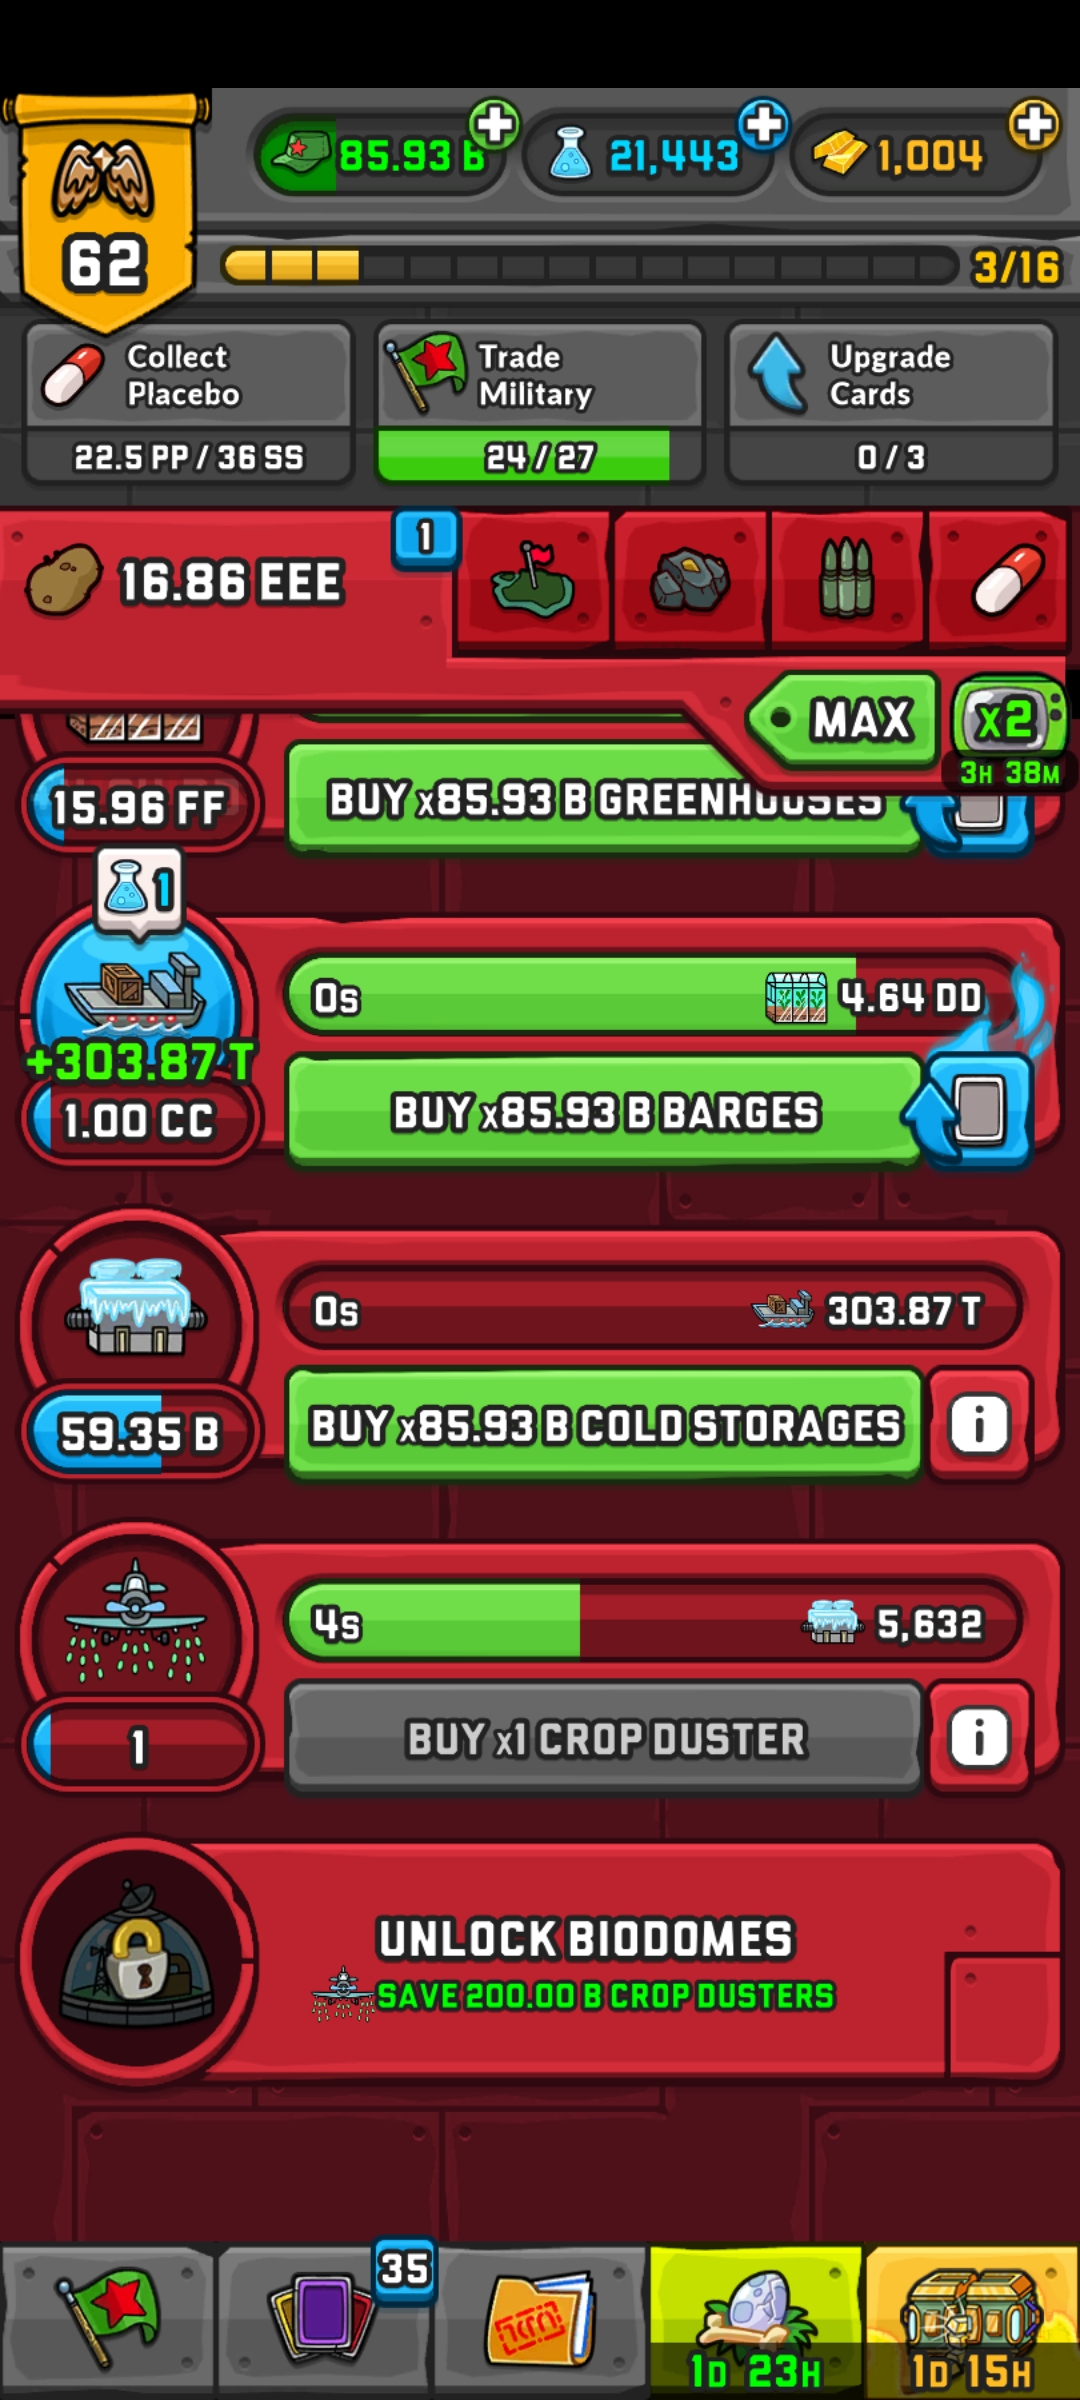 85.93 B
21,443
1,004
62
3/16
Collect
Placebo
22.5 PP / 36 SS
Trade
Military
24 / 27
Upgrade
Cards
0 / 3
16.86 EEE
1
MAX
x2
3H 38M
15.96 FF
BUY x85.93 B GREENHOUSES
1
0s
4.64 DD
+303.87 T
1.00 CC
BUY x85.93 B BARGES
0s
303.87 T
59.35 B
BUY x85.93 B COLD STORAGES
i
4s
5,632
1
BUY x1 CROP DUSTER
i
UNLOCK BIODOMES
SAVE 200.00 B CROP DUSTERS
35
1D 23H
1D 15H